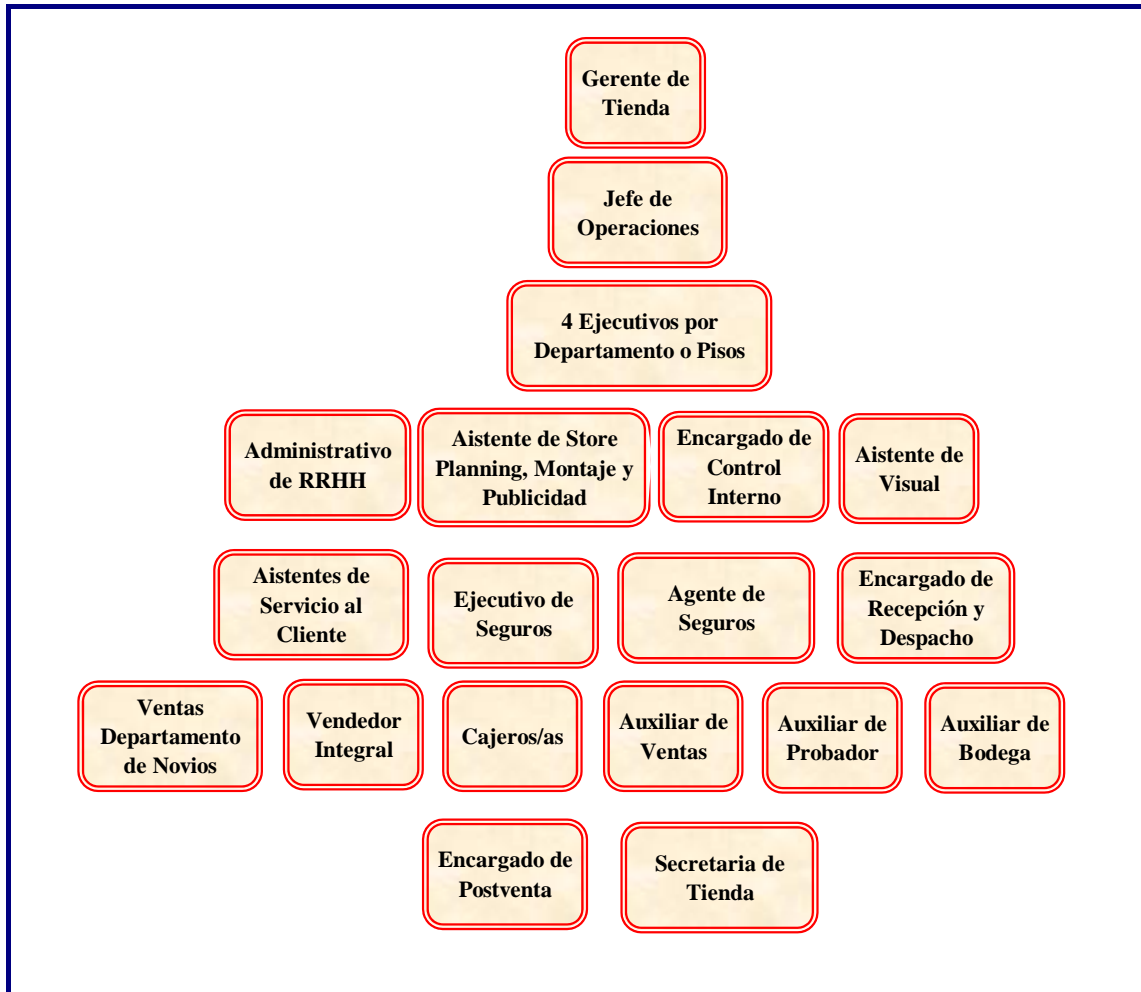 Gerente de
Tienda
Jefe de
Operaciones
4 Ejecutivos por
Departamento o Pisos
Administrativo
de RRHH
Aistente de Store
Planning, Montaje y
Publicidad
Encargado de
Control
Interno
Aistente de
Visual
Aistentes de
Servicio al
Cliente
Ejecutivo de
Seguros
Agente de
Seguros
Encargado de
Recepción y
Despacho
Ventas
Departamento
de Novios
Vendedor
Integral
Cajeros/as
Auxiliar de
Ventas
Auxiliar de
Probador
Auxiliar de
Bodega
Encargado de
Postventa
Secretaria de
Tienda